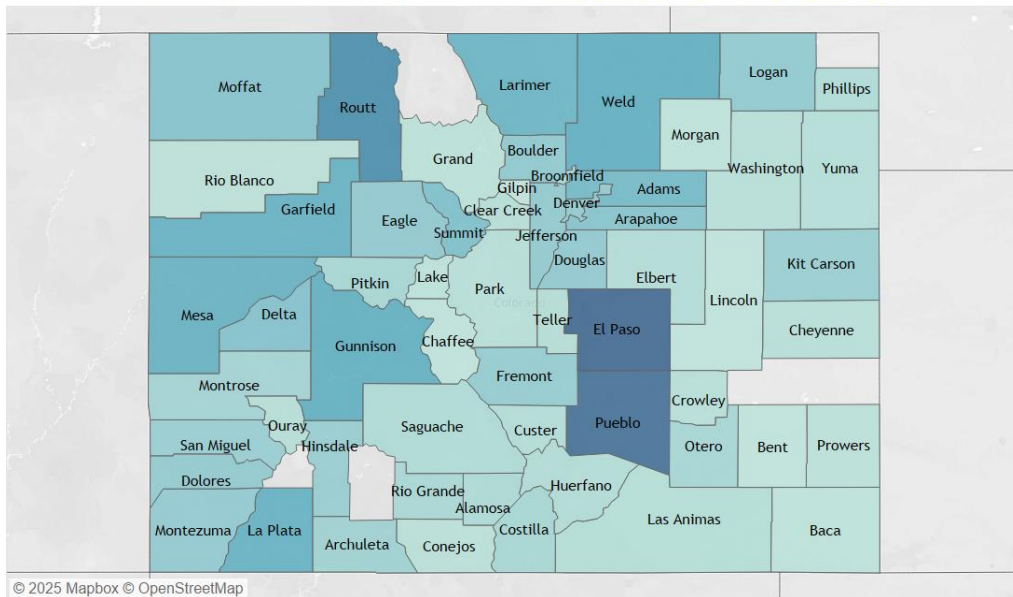 Moffat
Routt
Larimer
Weld
Logan
Phillips
Morgan
Washington
Yuma
Grand
Boulder
Broomfield
Rio Blanco
Gilpin
Adams
Denver
Garfield
Clear Creek
Arapahoe
Eagle
Summit
Jefferson
Douglas
Kit Carson
Elbert
Pitkin
Lake
Park
Lincoln
Colorado
Mesa
Delta
Teller
El Paso
Cheyenne
Gunnison
Chaffee
Fremont
Montrose
Crowley
Ouray
Saguache
Custer
Pueblo
San Miguel
Hinsdale
Otero
Bent
Prowers
Dolores
Rio Grande
Huerfano
Alamosa
Montezuma
La Plata
Costilla
Las Animas
Baca
Archuleta
Conejos
© 2025 Mapbox © OpenStreetMap